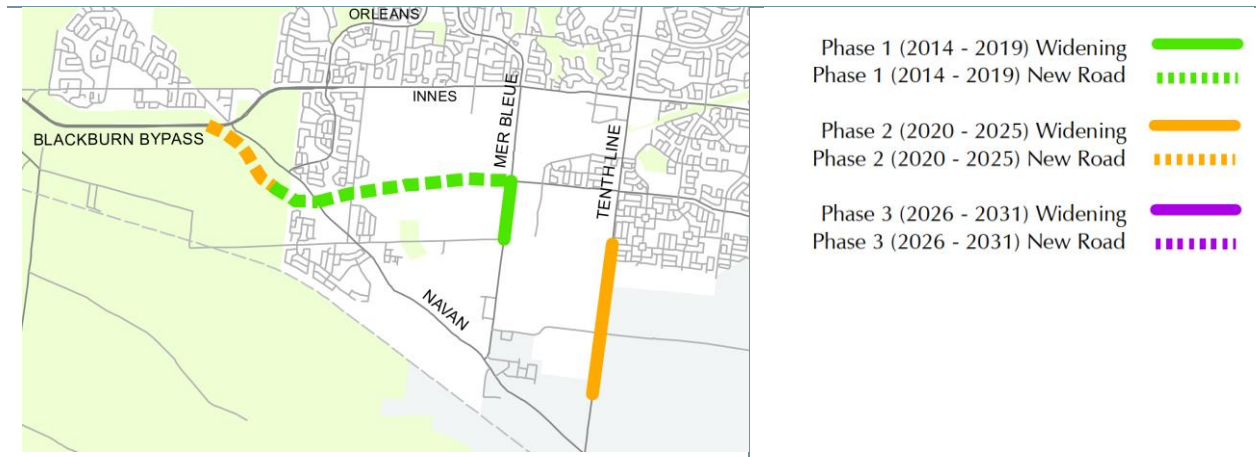 ORLEANS
INNES
MER BLEUE
BLACKBURN BYPASS
TENTH LINE
NAVAN
Phase 1 (2014 - 2019) Widening
Phase 1 (2014 - 2019) New Road
Phase 2 (2020 - 2025) Widening
Phase 2 (2020 - 2025) New Road
Phase 3 (2026 - 2031) Widening
Phase 3 (2026 - 2031) New Road